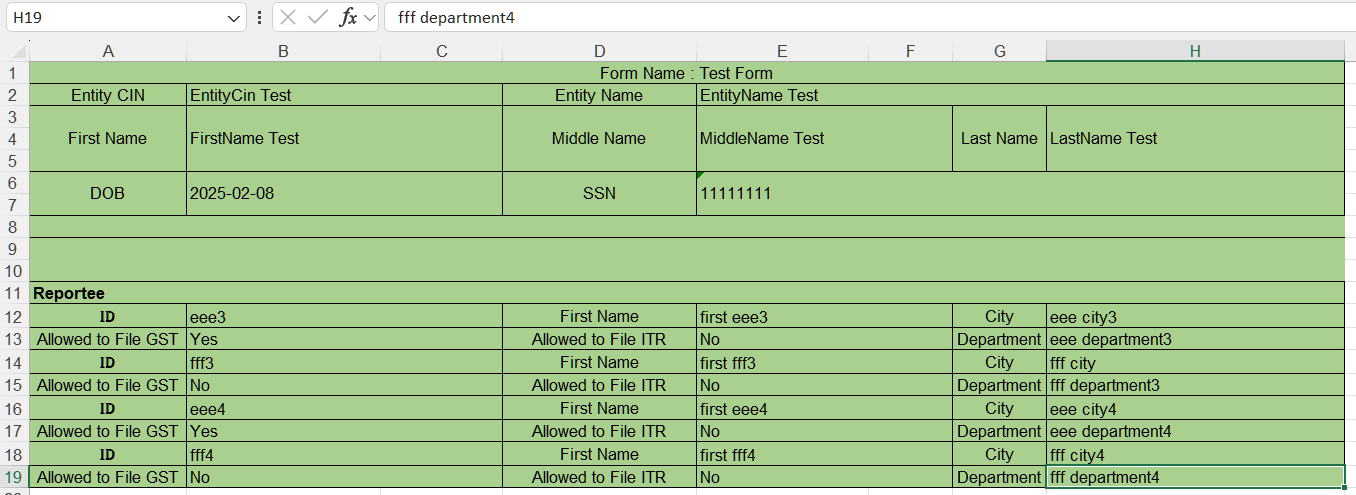 H19 fx fff department4
A B C D E F G H
1 Form Name : Test Form
2 Entity CIN EntityCin Test Entity Name EntityName Test
3
4 First Name FirstName Test Middle Name MiddleName Test Last Name LastName Test
5
6
DOB 2025-02-08 SSN 11111111
7
8
9
10
11 Reportee
12 ID eee3 First Name first eee3 City eee city3
13 Allowed to File GST Yes Allowed to File ITR No Department eee department3
14 ID fff3 First Name first fff3 City fff city
15 Allowed to File GST No Allowed to File ITR No Department fff department3
16 ID eee4 First Name first eee4 City eee city4
17 Allowed to File GST Yes Allowed to File ITR No Department eee department4
18 ID fff4 First Name first fff4 City fff city4
19 Allowed to File GST No Allowed to File ITR No Department fff department4